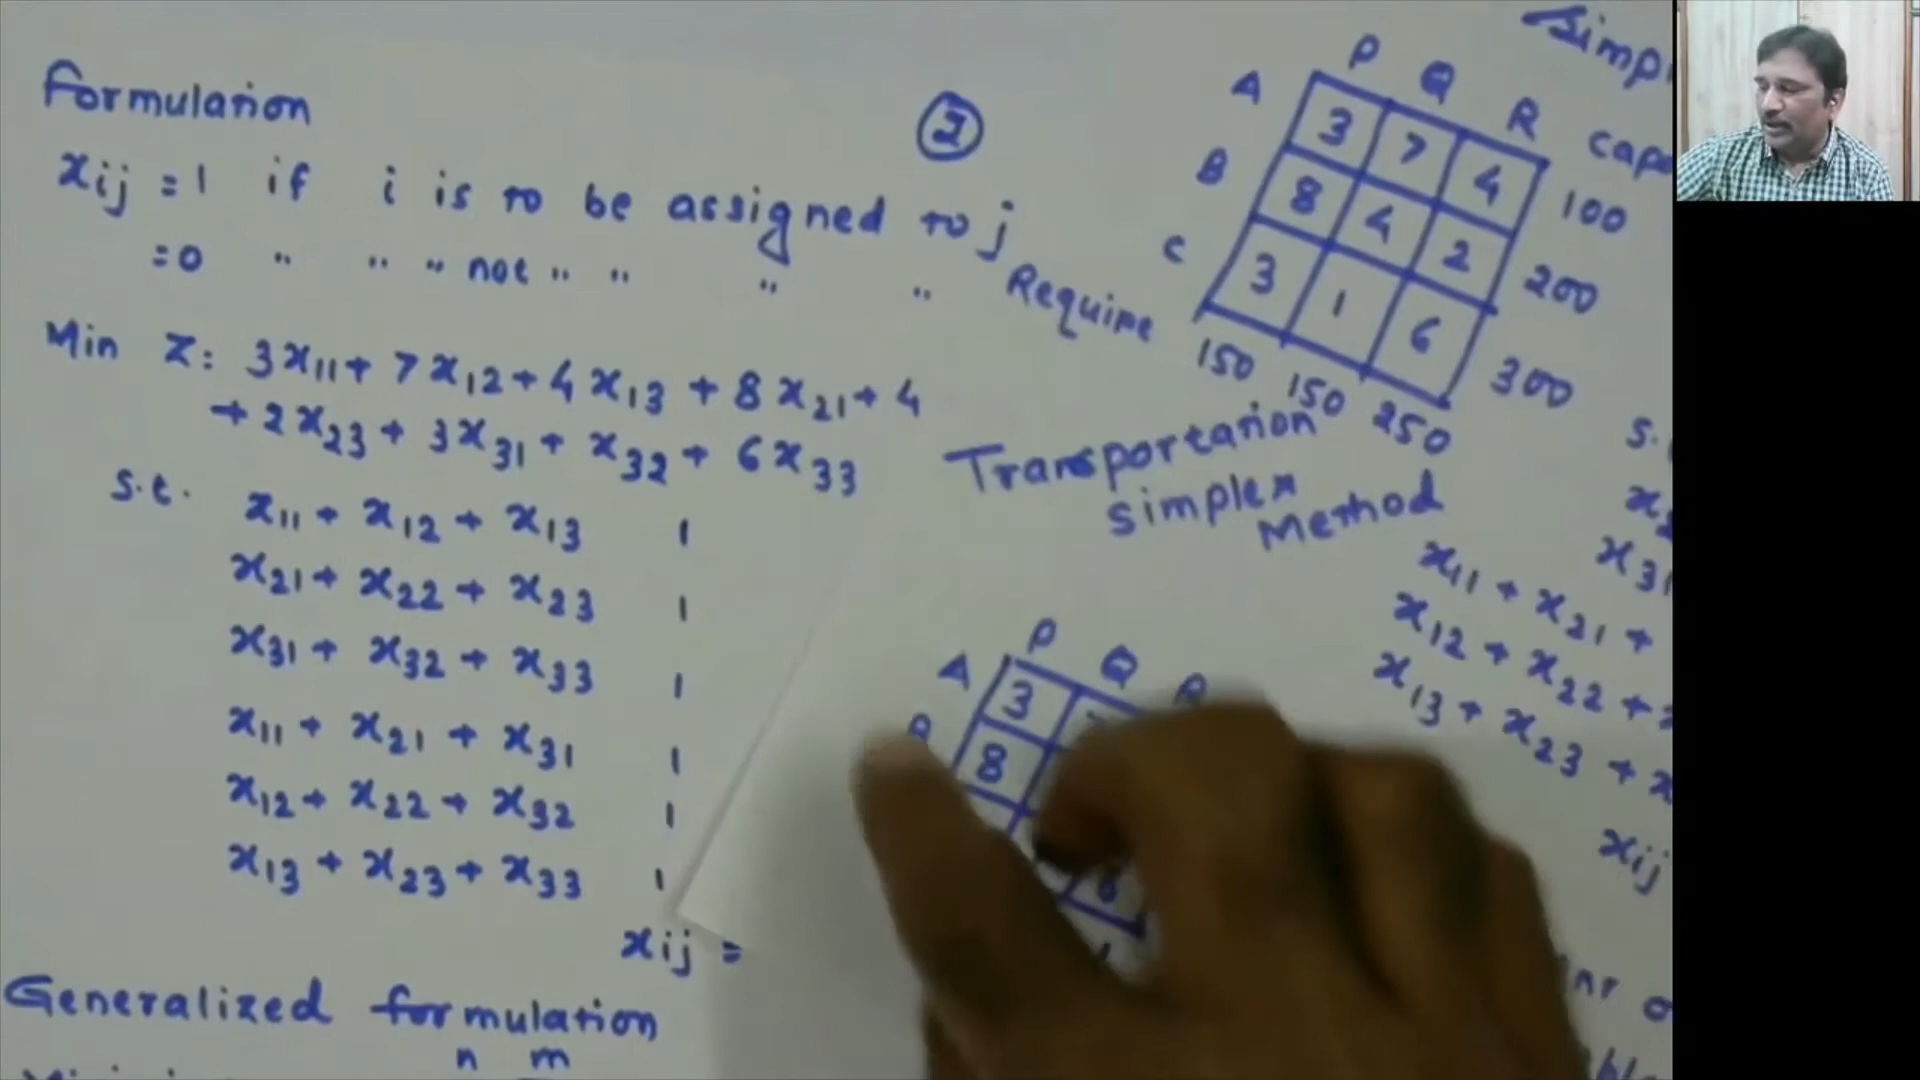 Formulation
②
xij = 1 if i is to be assigned to j
= 0 " " " not " " " "
Min Z: 3x11 + 7x12 + 4x13 + 8x21 + 4
+ 2x23 + 3x31 + x32 + 6x33
S.t. x11 + x12 + x13 1
x21 + x22 + x23 1
x31 + x32 + x33 1
x11 + x21 + x31 1
x12 + x22 + x32 1
x13 + x23 + x33 1
xij =
Generalized formulation
n m
Simpl
P Q R capa
A 3 7 4 100
B 8 4 2 200
C 3 1 6 300
Require 150 150 250
Transportation
Simplex
Method
P Q R
A 3
B 8
6
1
S.
x31
x11 + x21 +
x12 + x22 +
x13 + x23 + x
xij